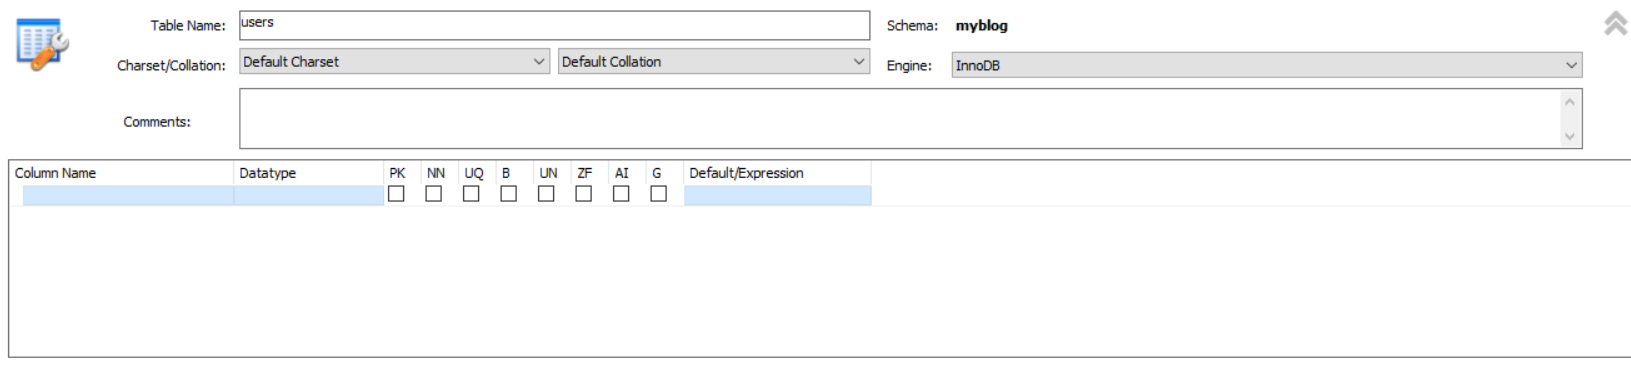 Table Name: users Schema: myblog
Charset/Collation: Default Charset Default Collation Engine: InnoDB
Comments:
Column Name Datatype PK NN UQ B UN ZF AI G Default/Expression